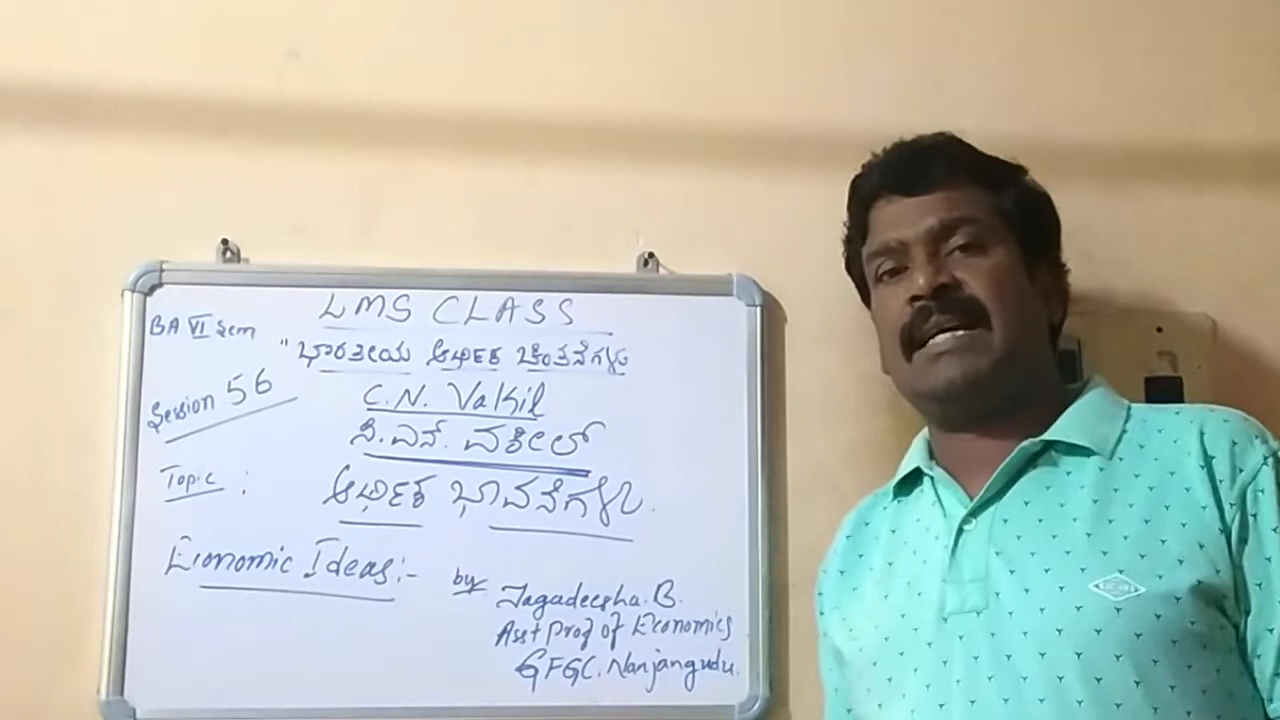 LMS CLASS
BA VI Sem
"ಭಾರತೀಯ ಆರ್ಥಿಕ ಚಿಂತನೆಗಳು
Session 56
C.N. Vakil
ಸಿ.ಎನ್. ವಕೀಲ್
Topic :
ಆರ್ಥಿಕ ಭಾವನೆಗಳು.
Economic Ideas:-
by Jagadeesha.B.
Asst Prof of Economics
GFGC. Nanjangudu.